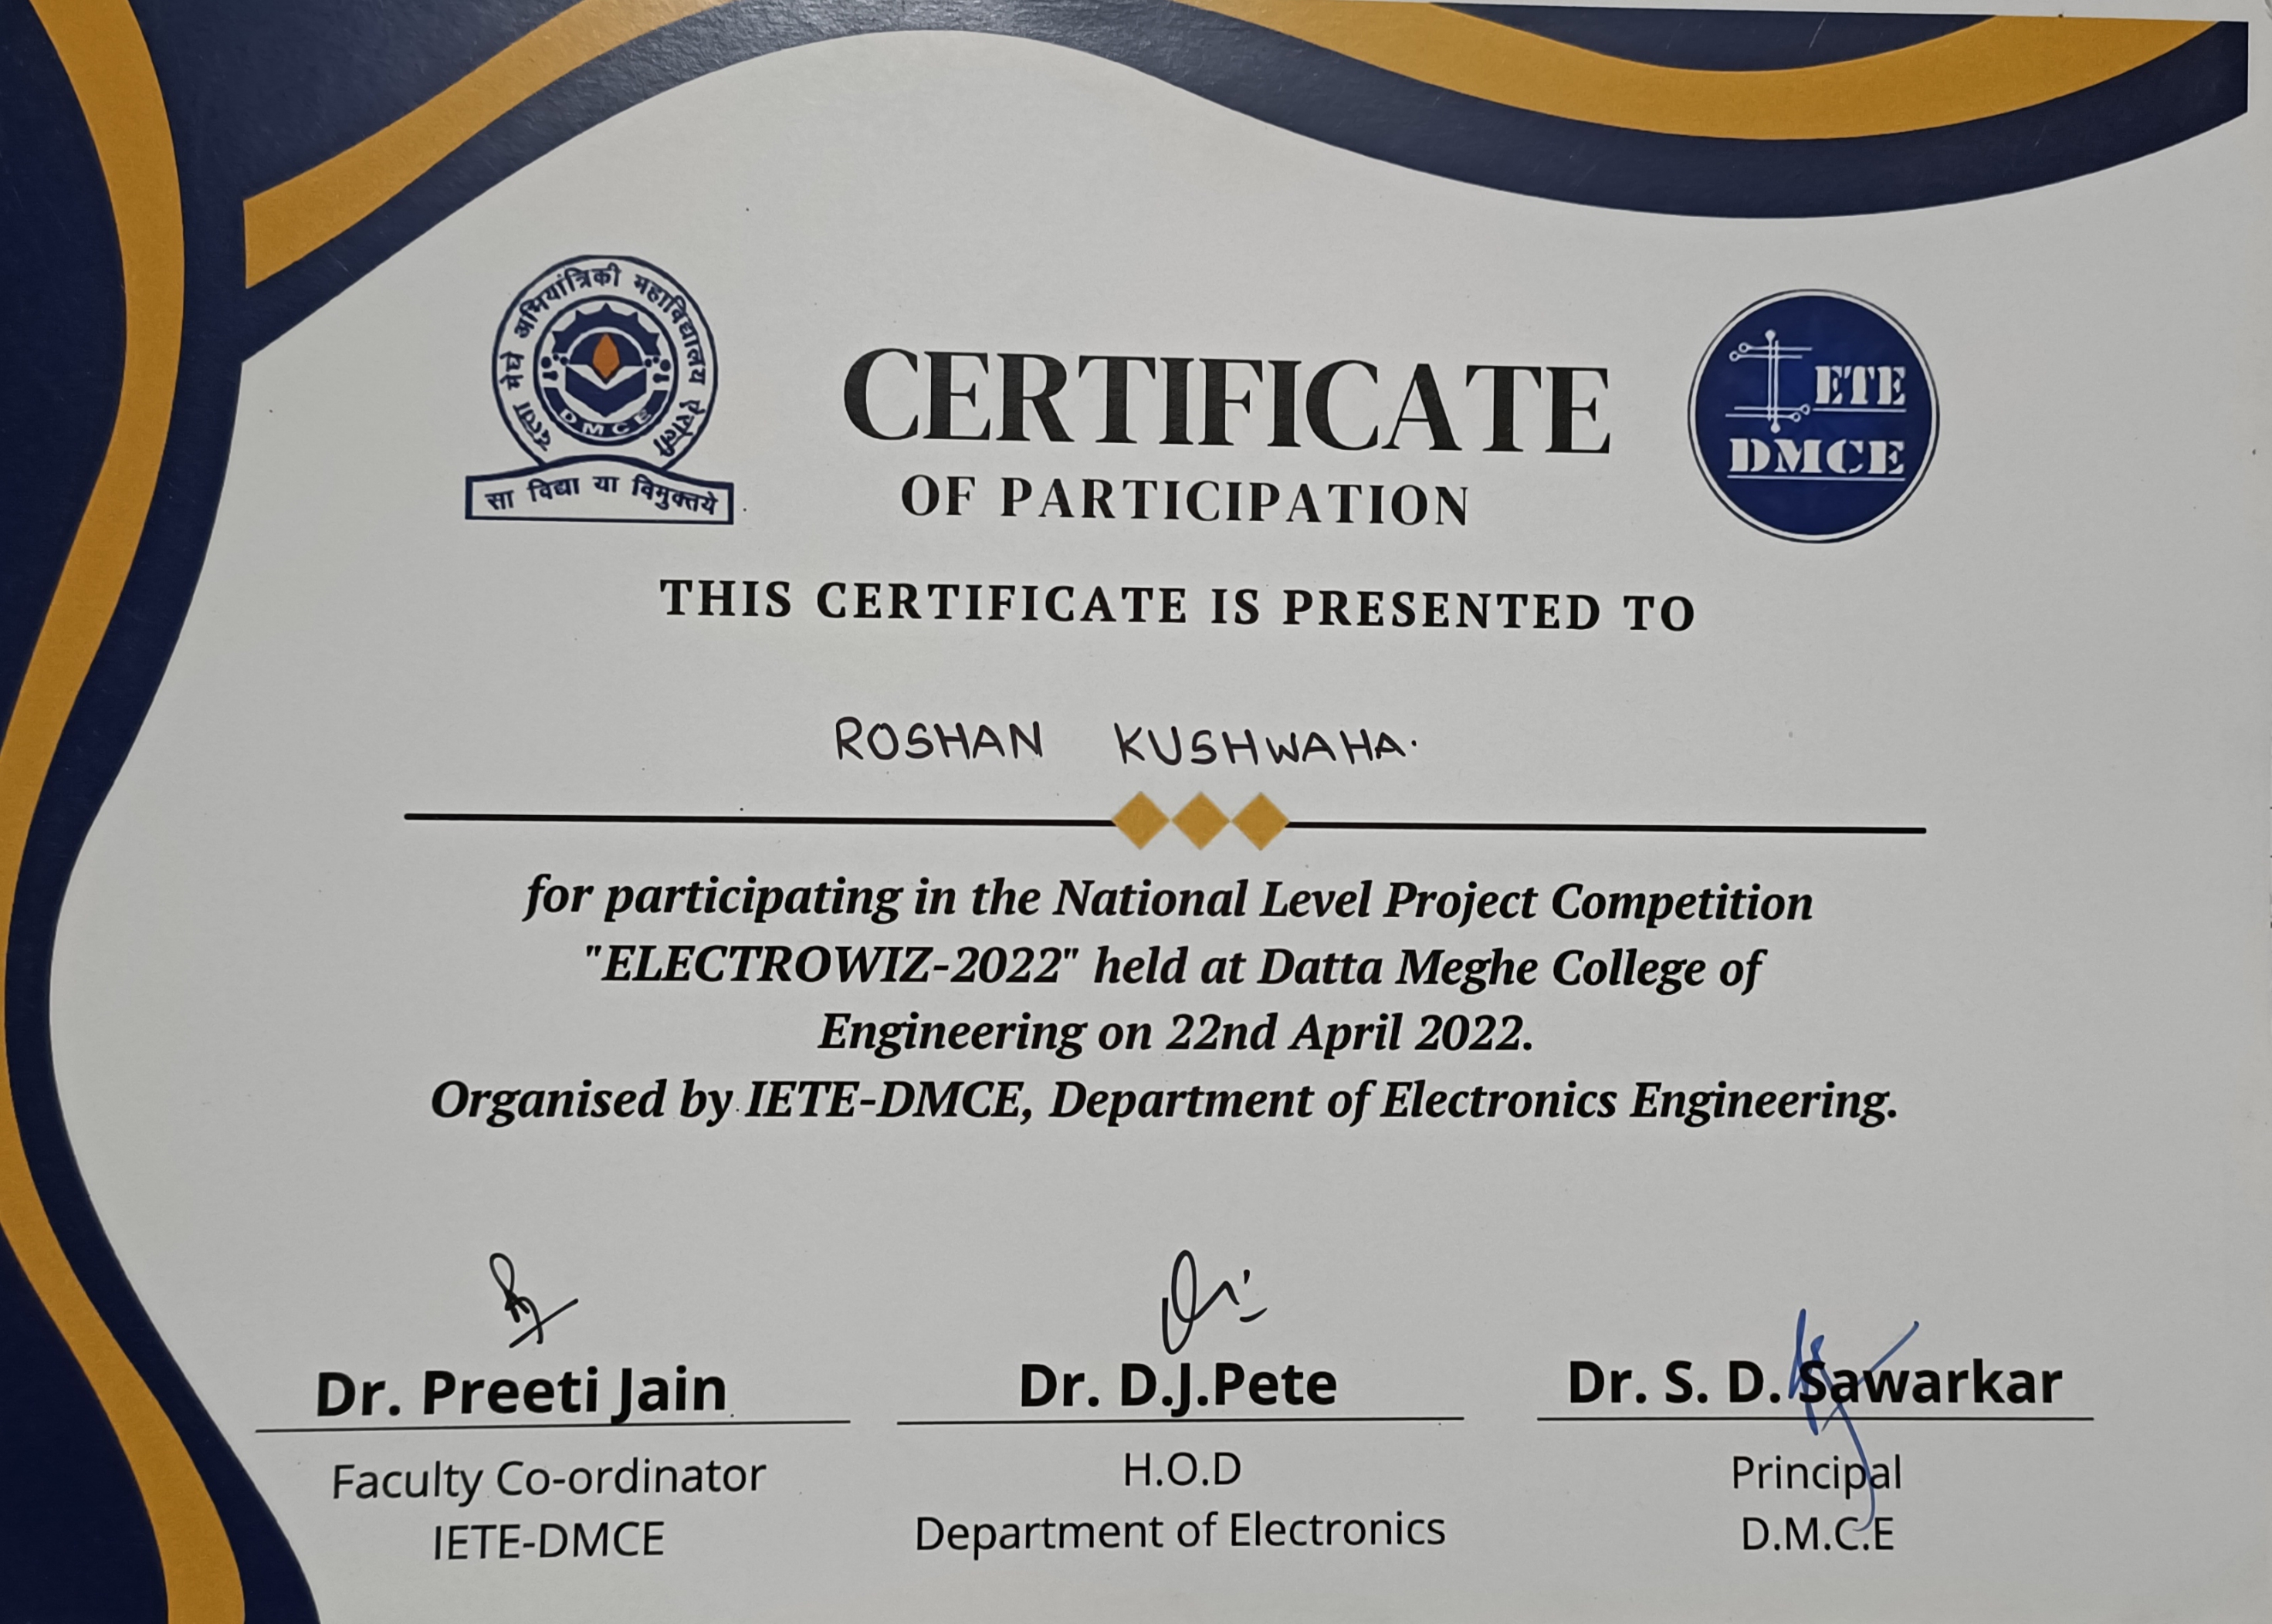 दत्ता मेघे अभियांत्रिकी महाविद्यालय ऐरोली
DMCE
सा विद्या या विमुक्तये
CERTIFICATE
OF PARTICIPATION
IETE
DMCE
THIS CERTIFICATE IS PRESENTED TO
ROSHAN KUSHWAHA.
for participating in the National Level Project Competition
"ELECTROWIZ-2022" held at Datta Meghe College of
Engineering on 22nd April 2022.
Organised by IETE-DMCE, Department of Electronics Engineering.
Dr. Preeti Jain
Faculty Co-ordinator
IETE-DMCE
Dr. D.J.Pete
H.O.D
Department of Electronics
Dr. S. D. Sawarkar
Principal
D.M.C.E